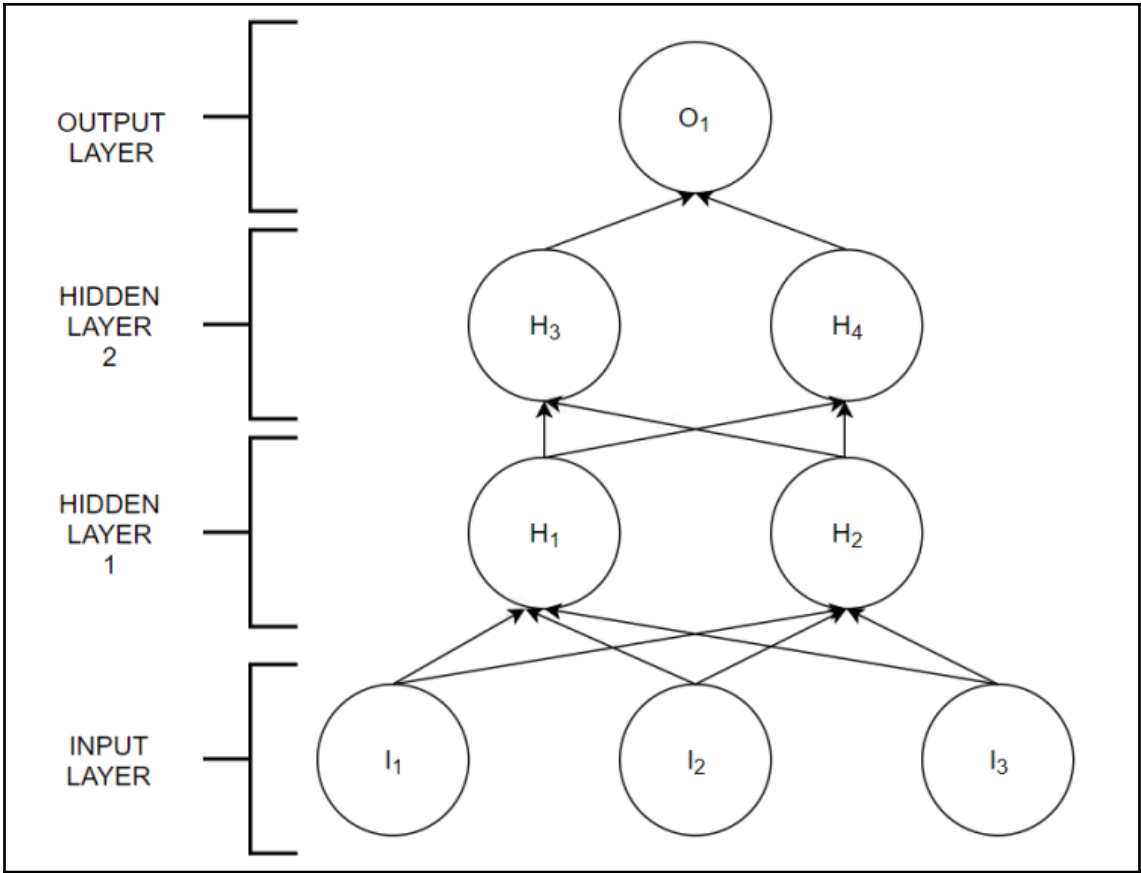 OUTPUT
LAYER
O₁
HIDDEN
LAYER
2
H₃
H₄
HIDDEN
LAYER
1
H₁
H₂
INPUT
LAYER
I₁
I₂
I₃